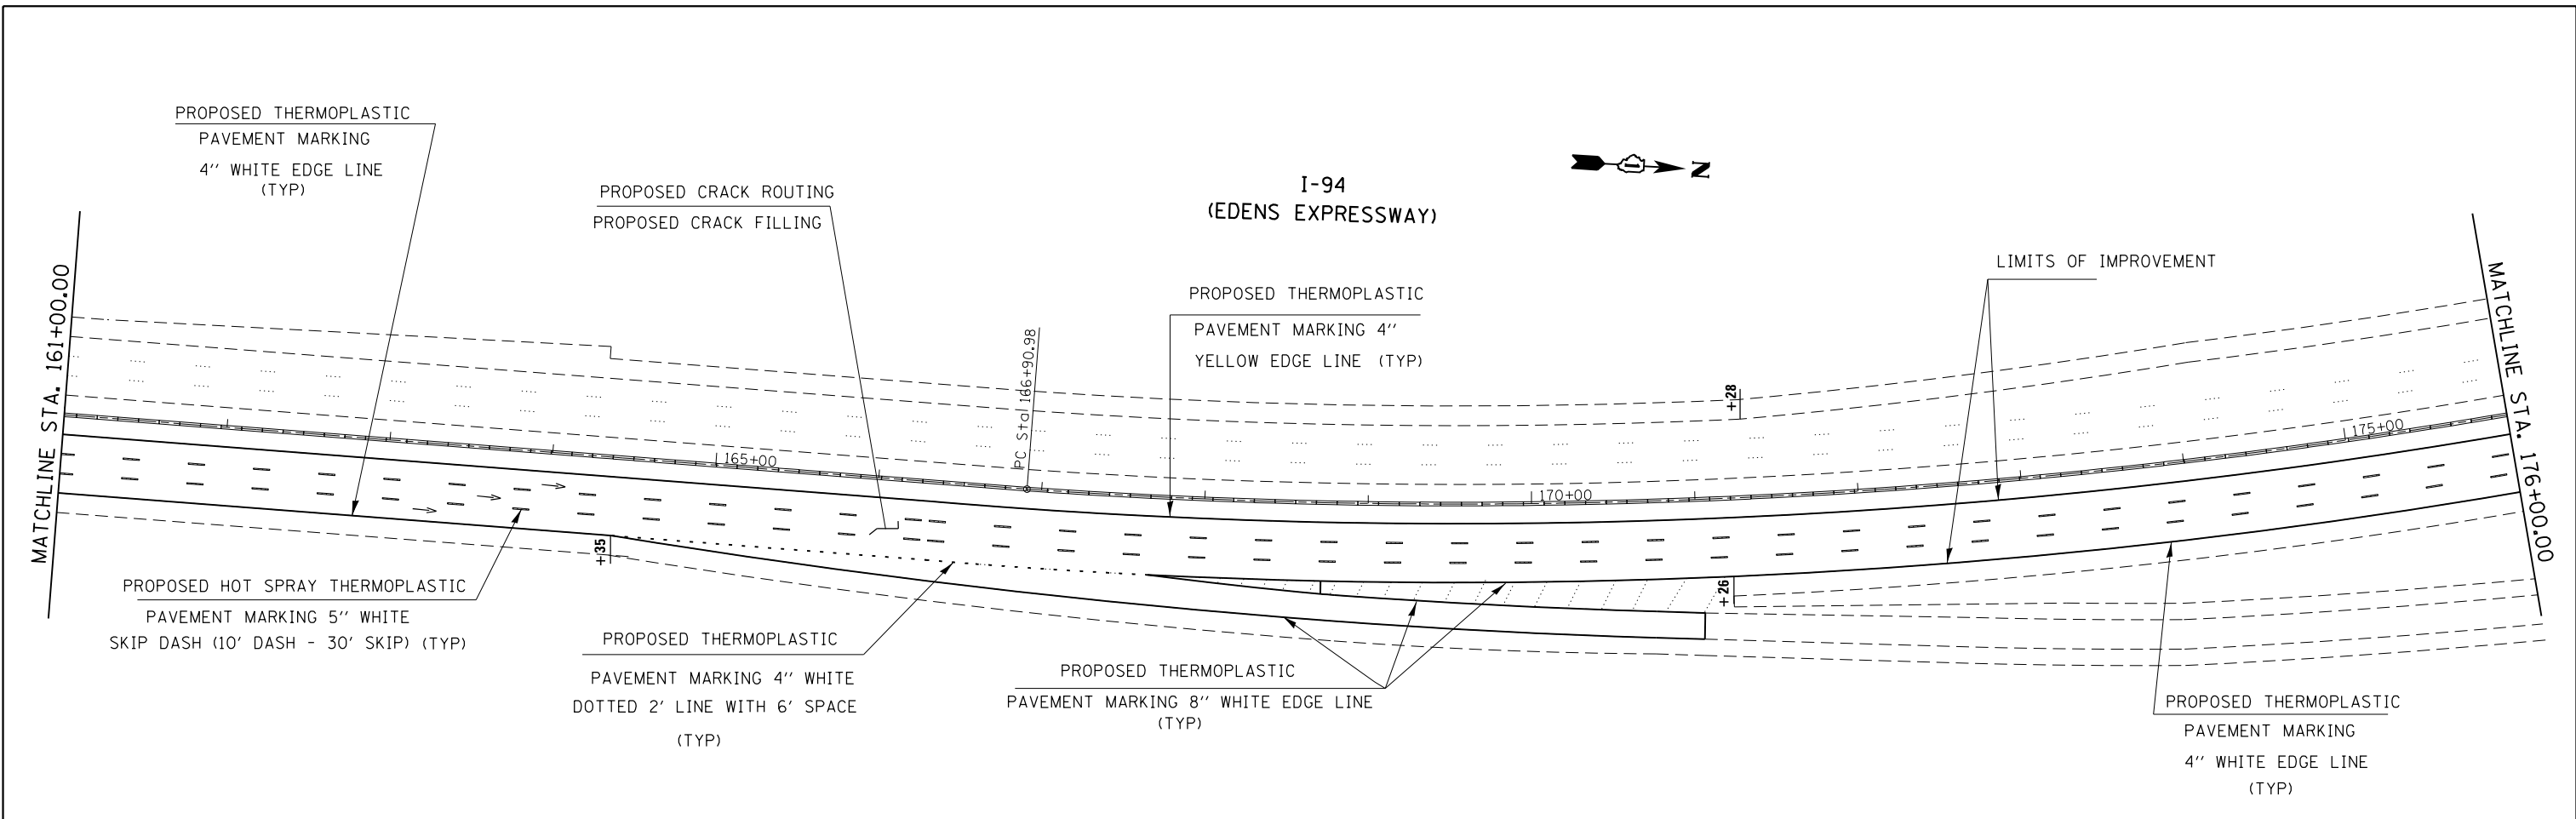 PROPOSED THERMOPLASTIC
PAVEMENT MARKING
4'' WHITE EDGE LINE
(TYP)
PROPOSED CRACK ROUTING
PROPOSED CRACK FILLING
I-94
(EDENS EXPRESSWAY)
N
LIMITS OF IMPROVEMENT
PROPOSED THERMOPLASTIC
PAVEMENT MARKING 4''
YELLOW EDGE LINE (TYP)
MATCHLINE STA. 161+00.00
PC Sta 166+90.98
+28
MATCHLINE STA. 176+00.00
165+00
170+00
175+00
+35
+26
PROPOSED HOT SPRAY THERMOPLASTIC
PAVEMENT MARKING 5'' WHITE
SKIP DASH (10' DASH - 30' SKIP) (TYP)
PROPOSED THERMOPLASTIC
PAVEMENT MARKING 4'' WHITE
DOTTED 2' LINE WITH 6' SPACE
(TYP)
PROPOSED THERMOPLASTIC
PAVEMENT MARKING 8'' WHITE EDGE LINE
(TYP)
PROPOSED THERMOPLASTIC
PAVEMENT MARKING
4'' WHITE EDGE LINE
(TYP)